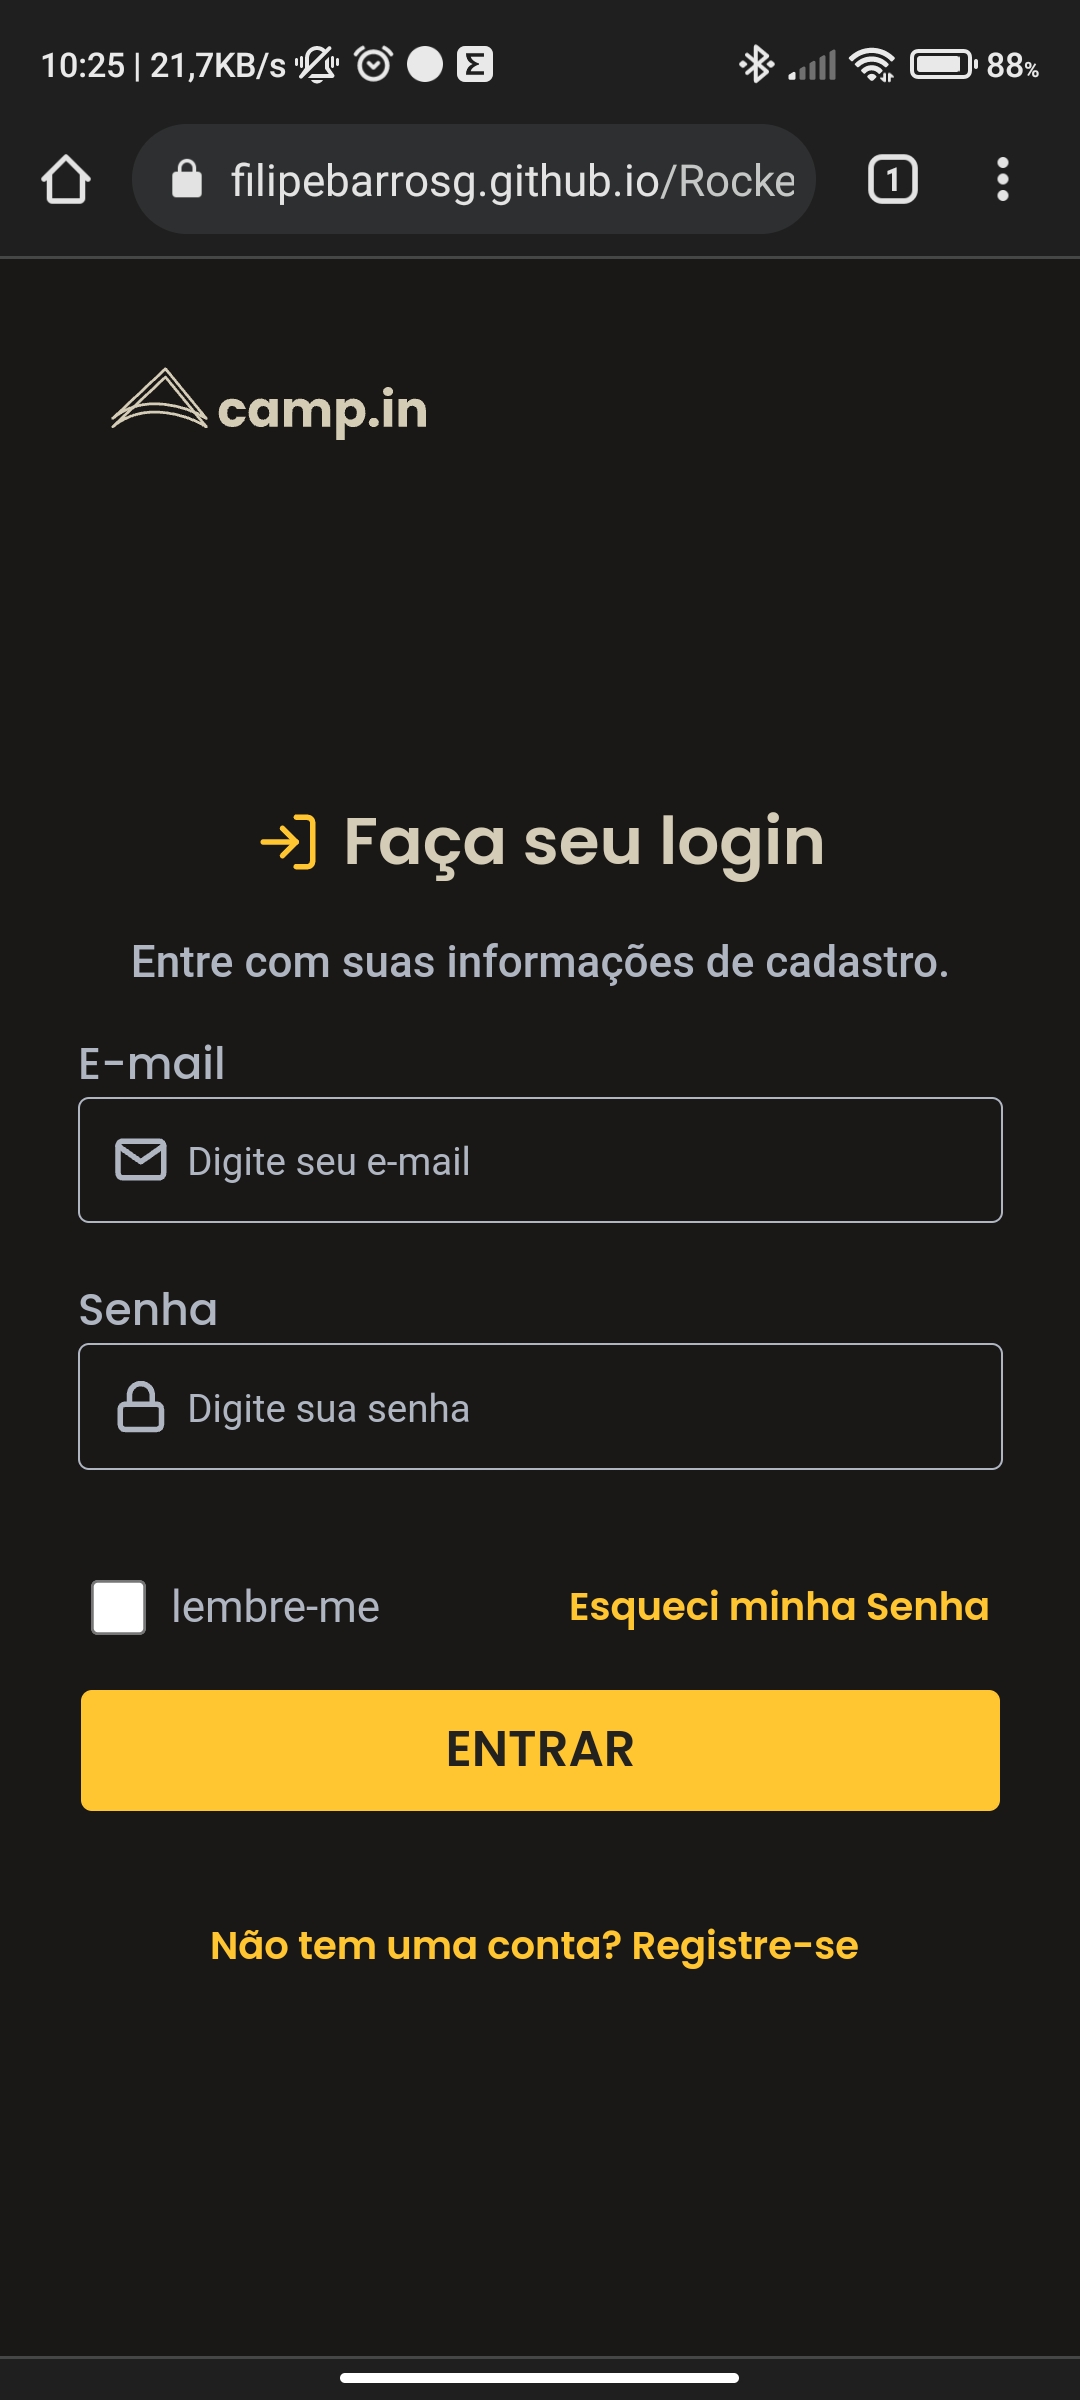 10:25 | 21,7KB/s
88%
filipebarrosg.github.io/Rocke
1
camp.in
Faça seu login
Entre com suas informações de cadastro.
E-mail
Digite seu e-mail
Senha
Digite sua senha
lembre-me Esqueci minha Senha
ENTRAR
Não tem uma conta? Registre-se